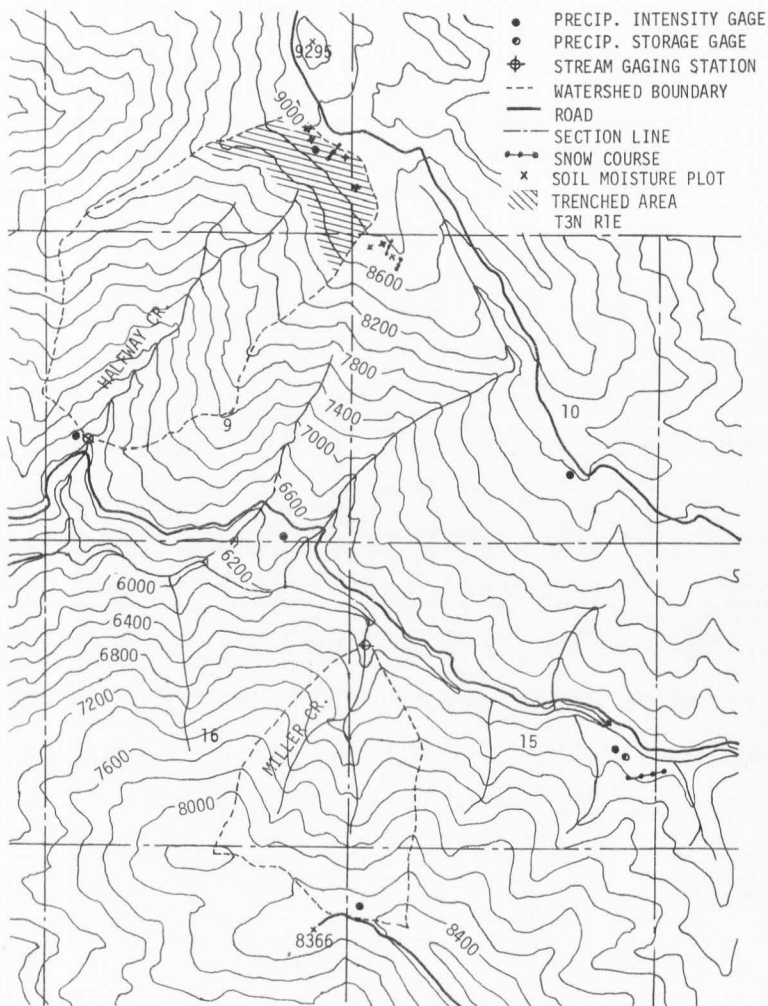 PRECIP. INTENSITY GAGE
PRECIP. STORAGE GAGE
STREAM GAGING STATION
WATERSHED BOUNDARY
ROAD
SECTION LINE
SNOW COURSE
SOIL MOISTURE PLOT
TRENCHED AREA
T3N R1E
9295
9000
8600
8200
HALFWAY CR.
7800
7400
10
9
7000
6600
6200
6000
6400
6800
7200
MILLER CR.
16
15
7600
8000
8366
8400